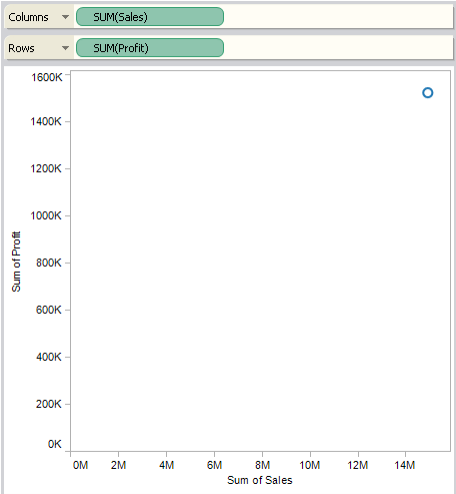 Columns SUM(Sales)
Rows SUM(Profit)
1600K
1400K
1200K
1000K
800K
600K
400K
200K
0K
Sum of Profit
0M 2M 4M 6M 8M 10M 12M 14M
Sum of Sales